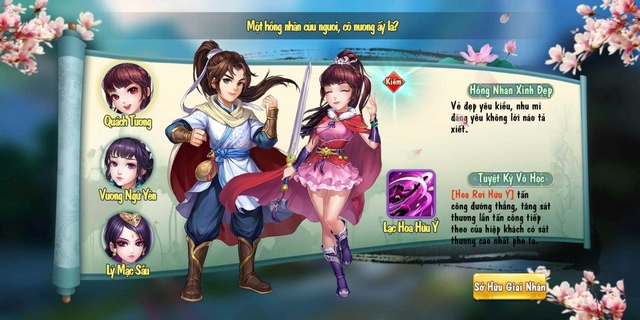 Một hồng nhan cứu ngươi, cô nương ấy là?
Quách Tương
Vương Ngữ Yên
Lý Mạc Sầu
Kiếm
Lạc Hoa Hữu Ý
Hồng Nhan Xinh Đẹp
Vẻ đẹp yêu kiều, nhu mì
đáng yêu không lời nào tả
xiết.
Tuyệt Kỹ Võ Học
[Hoa Rơi Hữu Ý] tấn
công đường thẳng, tăng sát
thương lần tấn công tiếp
theo của hiệp khách có sát
thương cao nhất phe ta.
Sở Hữu Giai Nhân